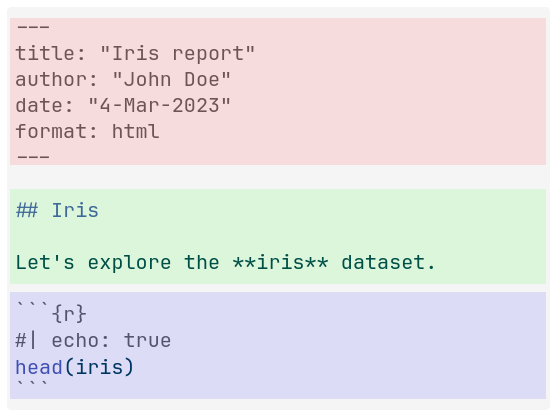 ---
title: "Iris report"
author: "John Doe"
date: "4-Mar-2023"
format: html
---
## Iris
Let's explore the **iris** dataset.
```{r}
#| echo: true
head(iris)
```